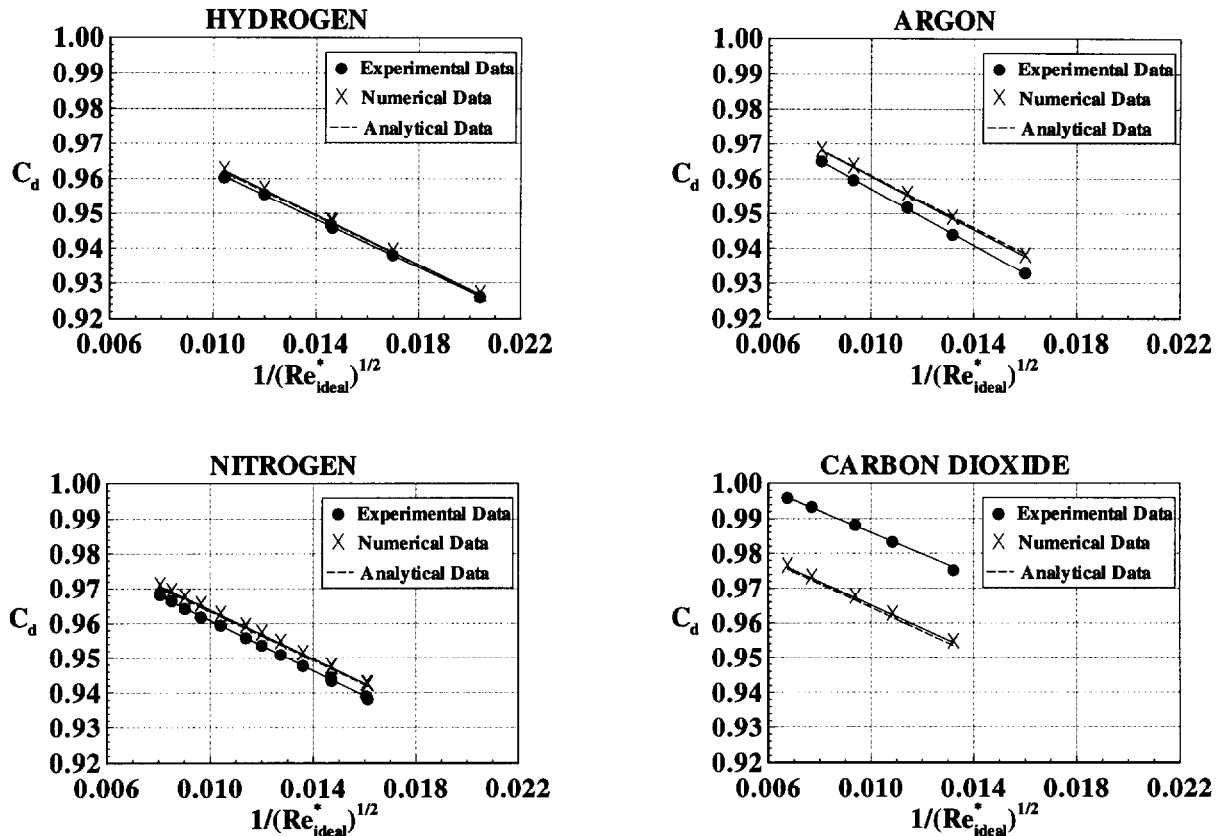 HYDROGEN
1.00
0.99
0.98
0.97
0.96
0.95
0.94
0.93
0.92
C_d
Experimental Data
Numerical Data
Analytical Data
0.006 0.010 0.014 0.018 0.022
1/(Re*_ideal)^1/2
ARGON
1.00
0.99
0.98
0.97
0.96
0.95
0.94
0.93
0.92
C_d
Experimental Data
Numerical Data
Analytical Data
0.006 0.010 0.014 0.018 0.022
1/(Re*_ideal)^1/2
NITROGEN
1.00
0.99
0.98
0.97
0.96
0.95
0.94
0.93
0.92
C_d
Experimental Data
Numerical Data
Analytical Data
0.006 0.010 0.014 0.018 0.022
1/(Re*_ideal)^1/2
CARBON DIOXIDE
1.00
0.99
0.98
0.97
0.96
0.95
0.94
0.93
0.92
C_d
Experimental Data
Numerical Data
Analytical Data
0.006 0.010 0.014 0.018 0.022
1/(Re*_ideal)^1/2